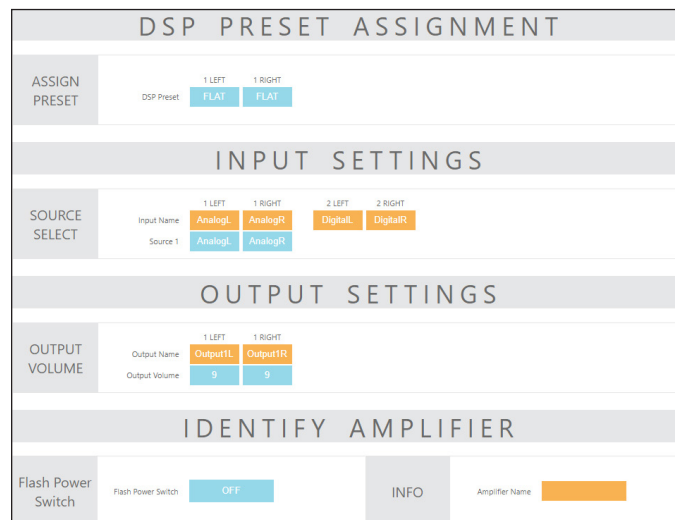 DSP PRESET ASSIGNMENT
ASSIGN PRESET
1 LEFT 1 RIGHT
DSP Preset FLAT FLAT
INPUT SETTINGS
SOURCE SELECT
1 LEFT 1 RIGHT 2 LEFT 2 RIGHT
Input Name AnalogL AnalogR DigitalL DigitalR
Source 1 AnalogL AnalogR
OUTPUT SETTINGS
OUTPUT VOLUME
1 LEFT 1 RIGHT
Output Name Output1L Output1R
Output Volume 9 9
IDENTIFY AMPLIFIER
Flash Power Switch
Flash Power Switch OFF
INFO
Amplifier Name